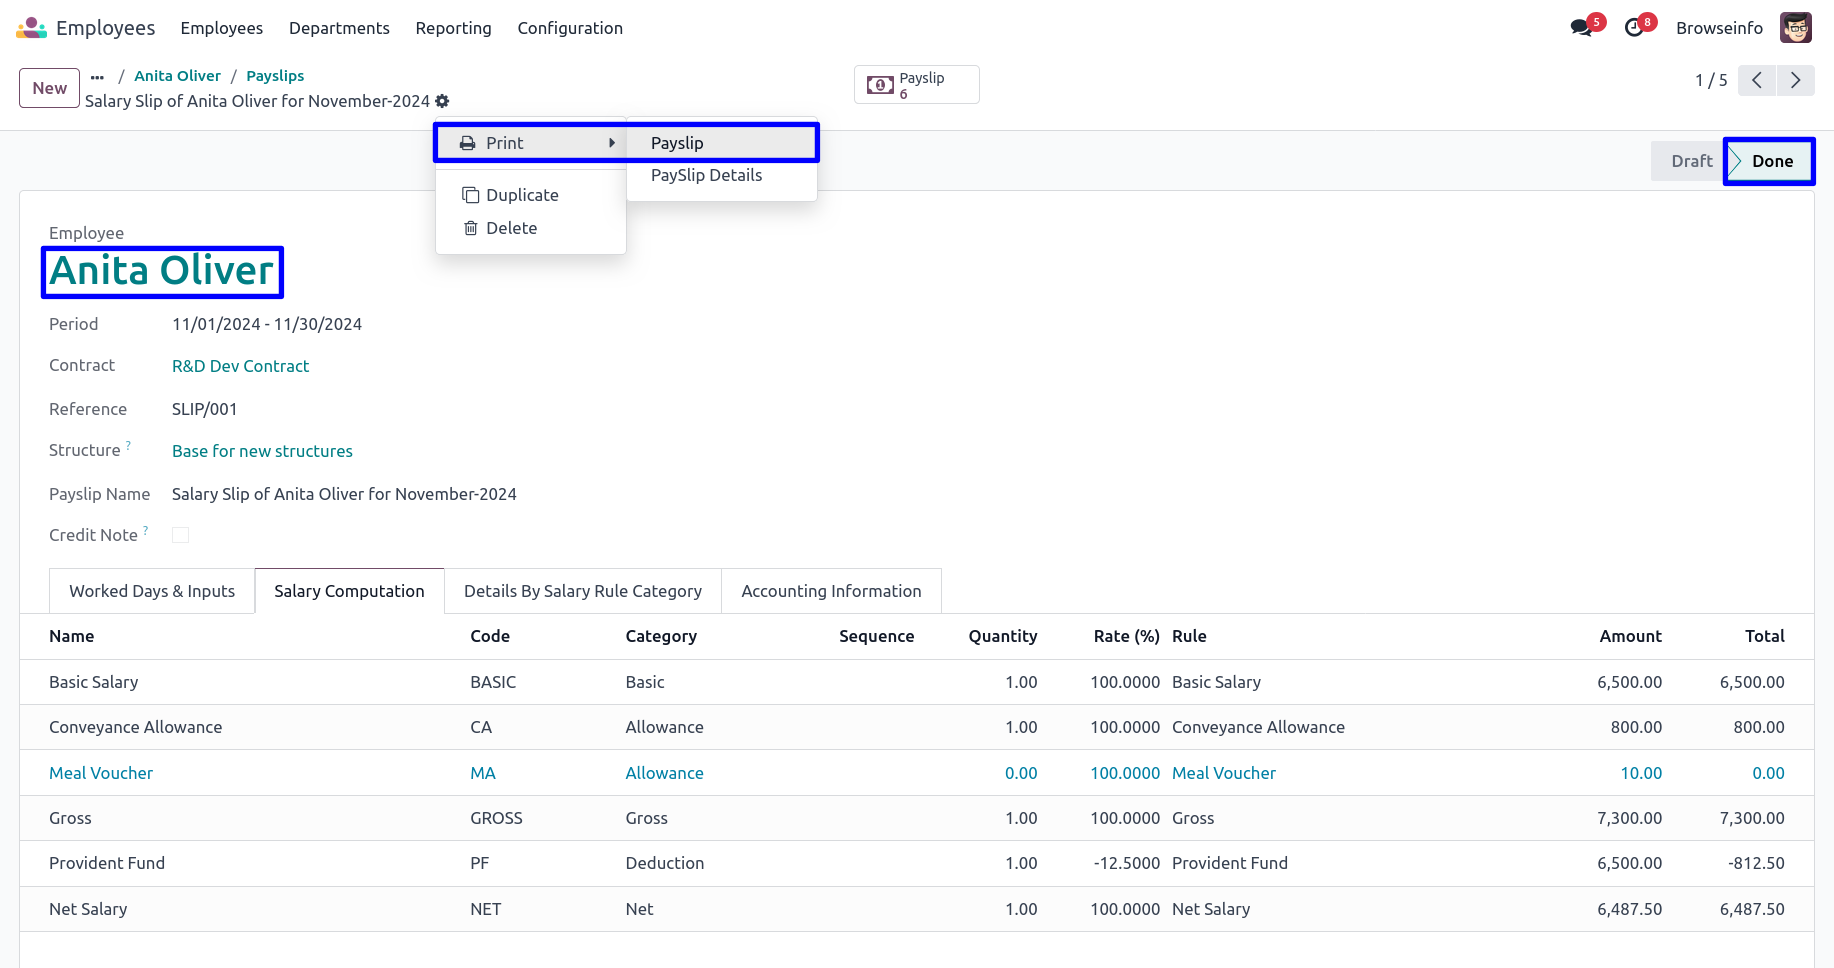 Employees Employees Departments Reporting Configuration 5 8 Browseinfo
New ... / Anita Oliver / Payslips
Salary Slip of Anita Oliver for November-2024
Payslip
6
1 / 5
Print
Payslip
PaySlip Details
Duplicate
Delete
Draft Done
Employee
Anita Oliver
Period 11/01/2024 - 11/30/2024
Contract R&D Dev Contract
Reference SLIP/001
Structure ? Base for new structures
Payslip Name Salary Slip of Anita Oliver for November-2024
Credit Note ?
Worked Days & Inputs Salary Computation Details By Salary Rule Category Accounting Information
Name Code Category Sequence Quantity Rate (%) Rule Amount Total
Basic Salary BASIC Basic 1.00 100.0000 Basic Salary 6,500.00 6,500.00
Conveyance Allowance CA Allowance 1.00 100.0000 Conveyance Allowance 800.00 800.00
Meal Voucher MA Allowance 0.00 100.0000 Meal Voucher 10.00 0.00
Gross GROSS Gross 1.00 100.0000 Gross 7,300.00 7,300.00
Provident Fund PF Deduction 1.00 -12.5000 Provident Fund 6,500.00 -812.50
Net Salary NET Net 1.00 100.0000 Net Salary 6,487.50 6,487.50